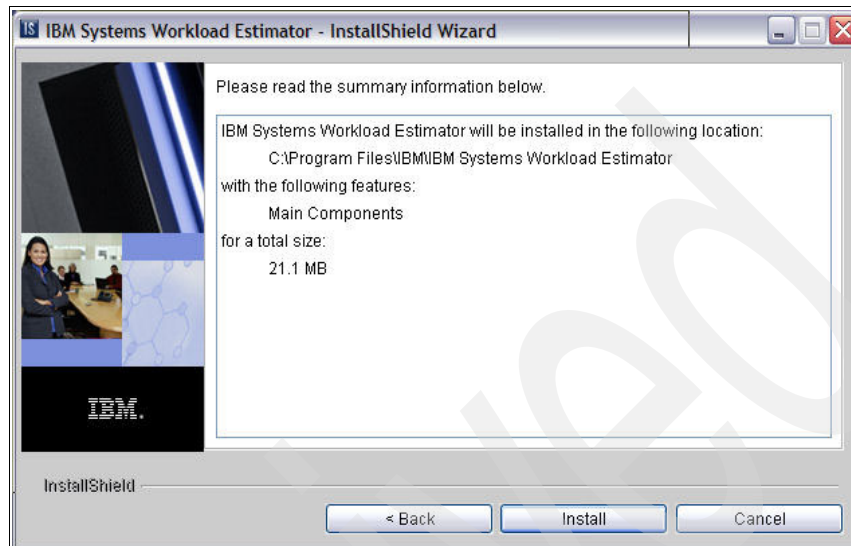 IS IBM Systems Workload Estimator - InstallShield Wizard
Please read the summary information below.
IBM Systems Workload Estimator will be installed in the following location:
C:\Program Files\IBM\IBM Systems Workload Estimator
with the following features:
Main Components
for a total size:
21.1 MB
IBM.
InstallShield
< Back
Install
Cancel